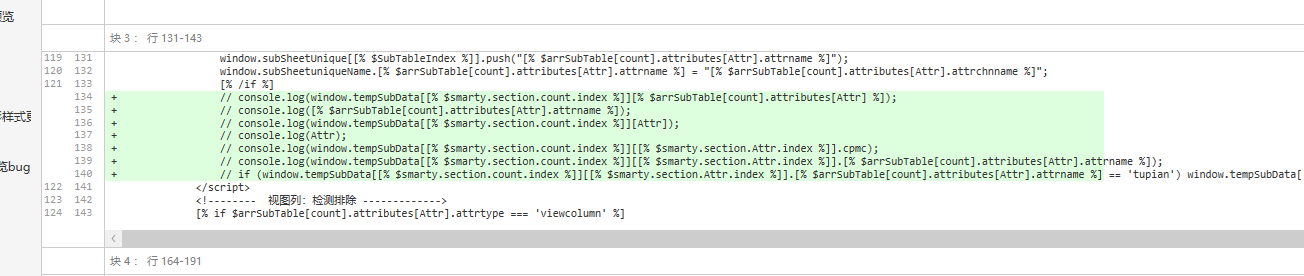 预览
块 3 ： 行 131-143
119 131 window.subSheetUnique[[% $SubTableIndex %]].push("[% $arrSubTable[count].attributes[Attr].attrname %]");
120 132 window.subSheetuniqueName.[% $arrSubTable[count].attributes[Attr].attrname %] = "[% $arrSubTable[count].attributes[Attr].attrchnname %]";
121 133 [% /if %]
134 + // console.log(window.tempSubData[[% $smarty.section.count.index %]][% $arrSubTable[count].attributes[Attr] %]);
样式更
135 + // console.log([% $arrSubTable[count].attributes[Attr].attrname %]);
136 + // console.log(window.tempSubData[[% $smarty.section.count.index %]][Attr]);
137 + // console.log(Attr);
138 + // console.log(window.tempSubData[[% $smarty.section.count.index %]][[% $smarty.section.Attr.index %]].cpmc);
139 + // console.log(window.tempSubData[[% $smarty.section.count.index %]][[% $smarty.section.Attr.index %]].[% $arrSubTable[count].attributes[Attr].attrname %]);
览bug
140 + // if (window.tempSubData[[% $smarty.section.count.index %]][[% $smarty.section.Attr.index %]].[% $arrSubTable[count].attributes[Attr].attrname %] == 'tupian') window.tempSubData[
122 141 </script>
123 142 <!-------- 视图列: 检测排除 ------------->
124 143 [% if $arrSubTable[count].attributes[Attr].attrtype === 'viewcolumn' %]
块 4 ： 行 164-191